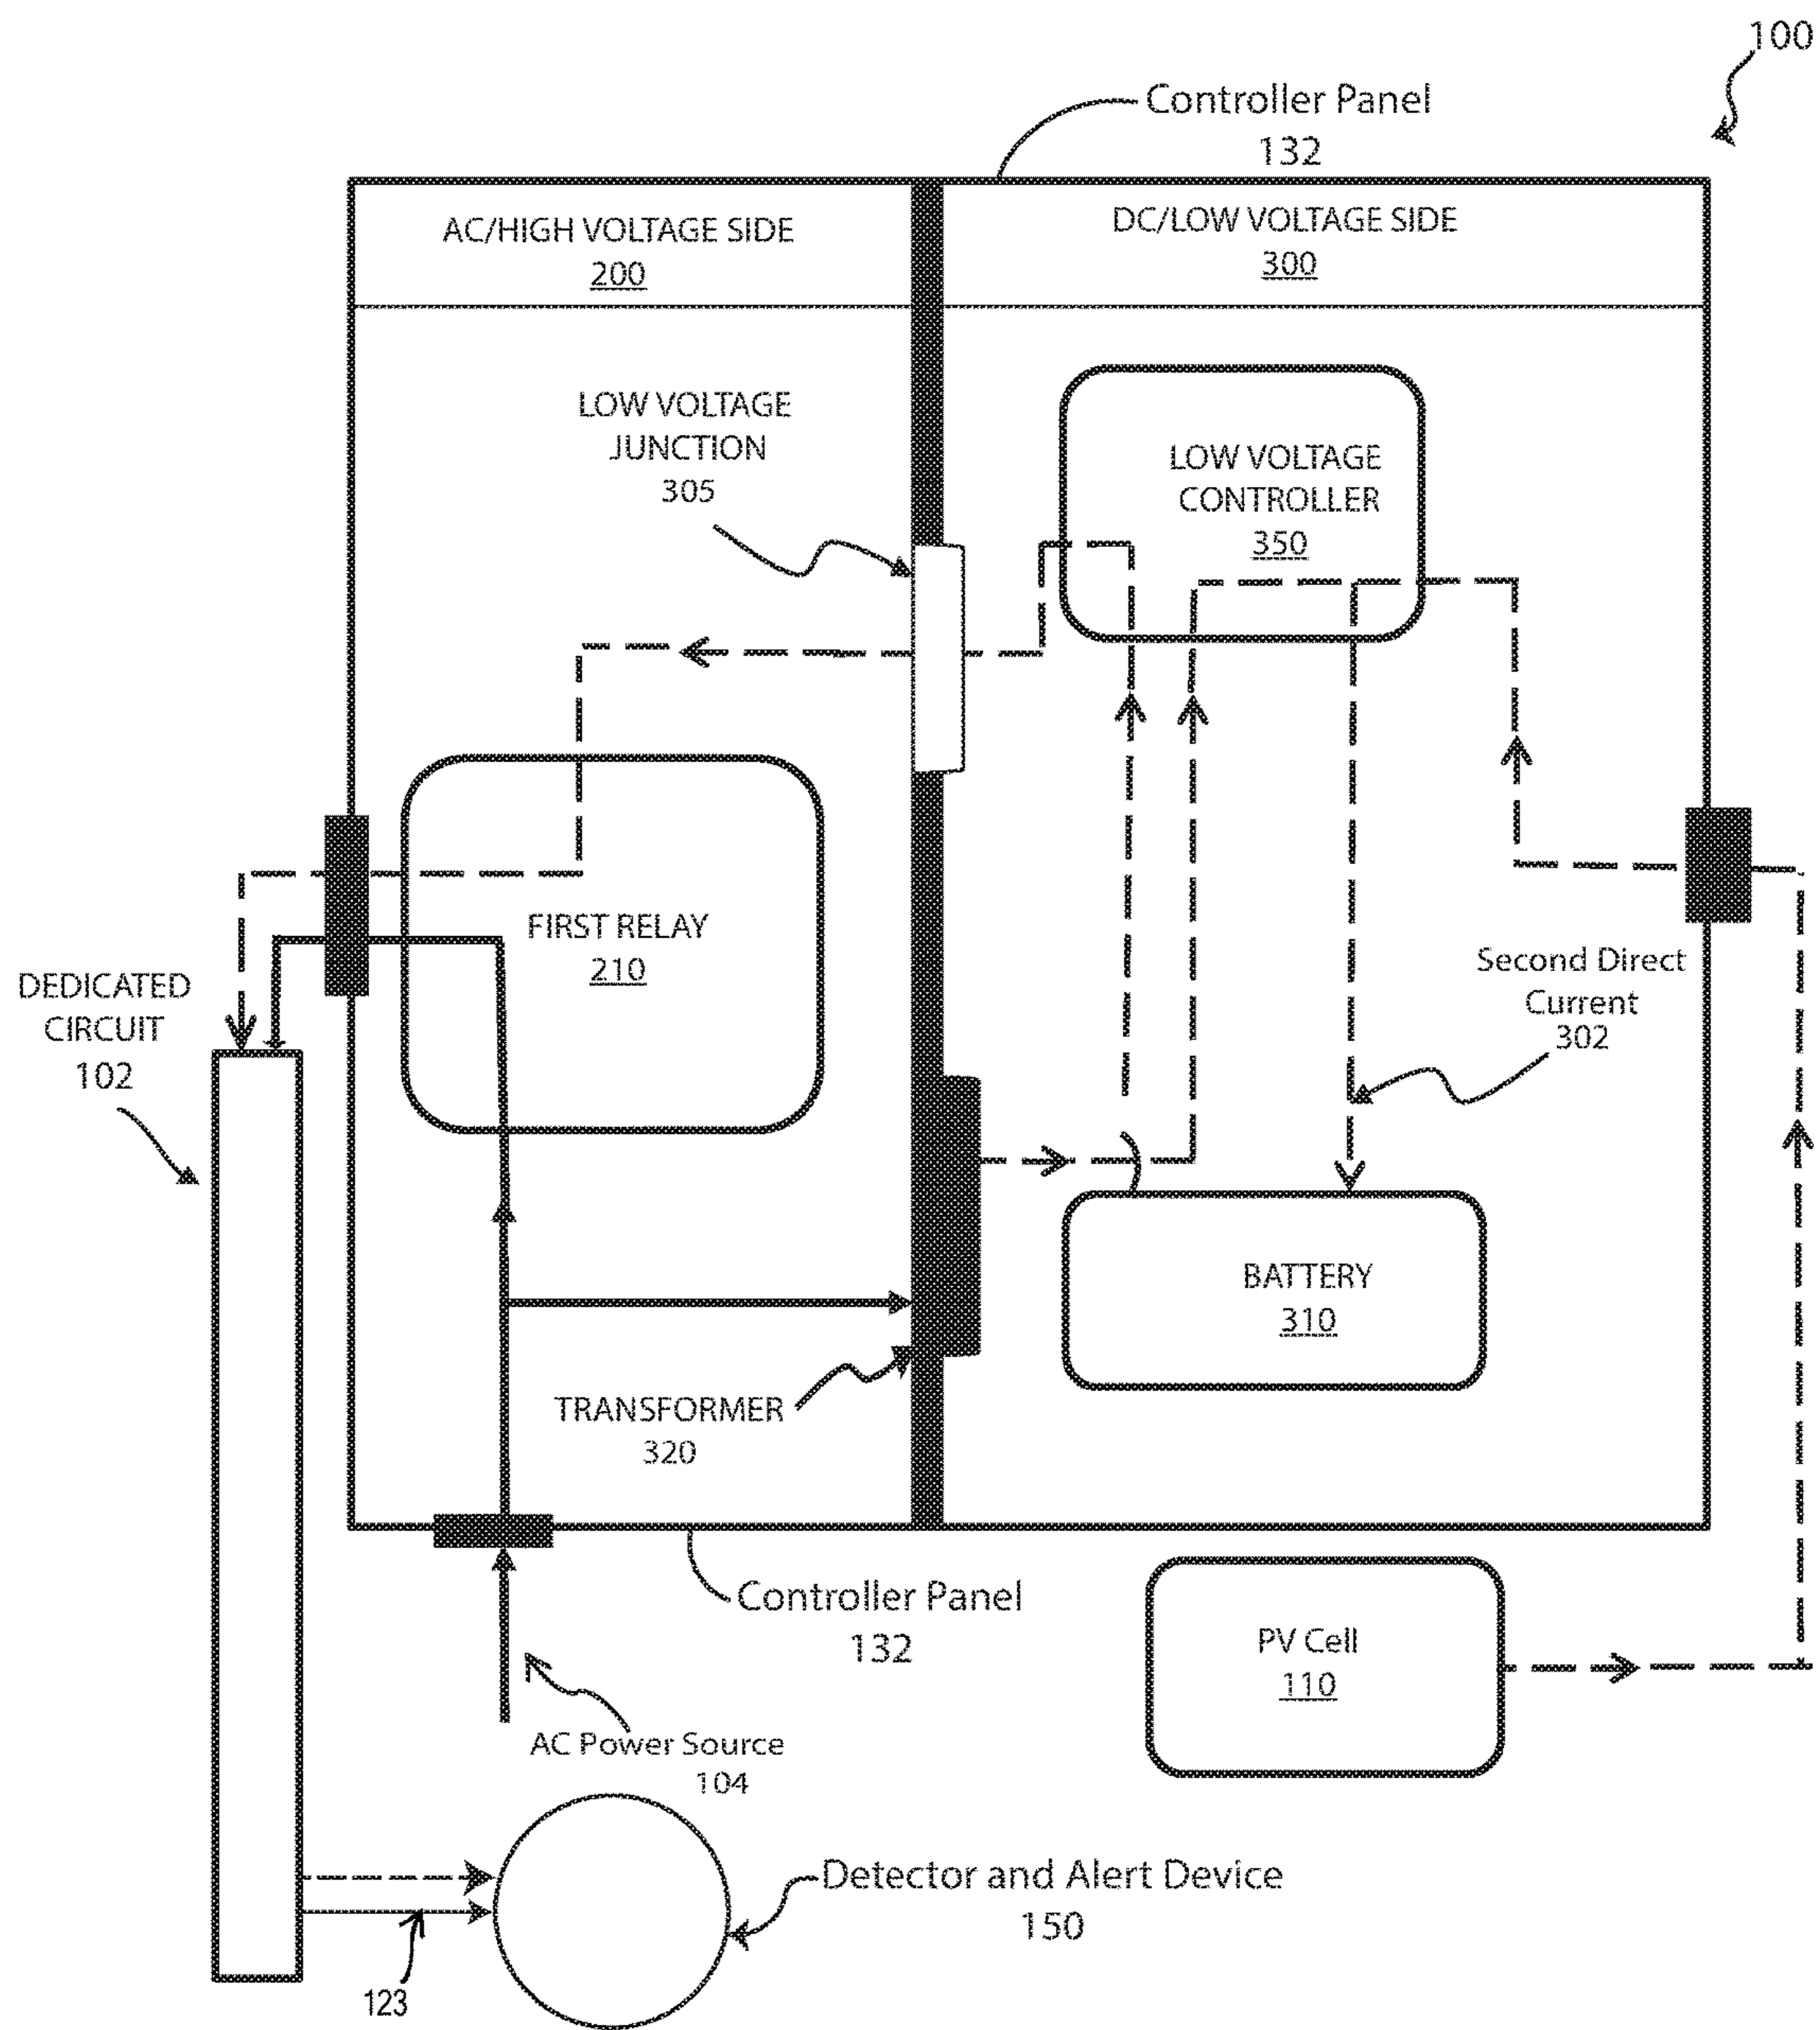 100
Controller Panel
132
AC/HIGH VOLTAGE SIDE
200
DC/LOW VOLTAGE SIDE
300
LOW VOLTAGE
JUNCTION
305
LOW VOLTAGE
CONTROLLER
350
FIRST RELAY
210
DEDICATED
CIRCUIT
102
Second Direct
Current
302
BATTERY
310
TRANSFORMER
320
Controller Panel
132
PV Cell
110
AC Power Source
104
Detector and Alert Device
150
123